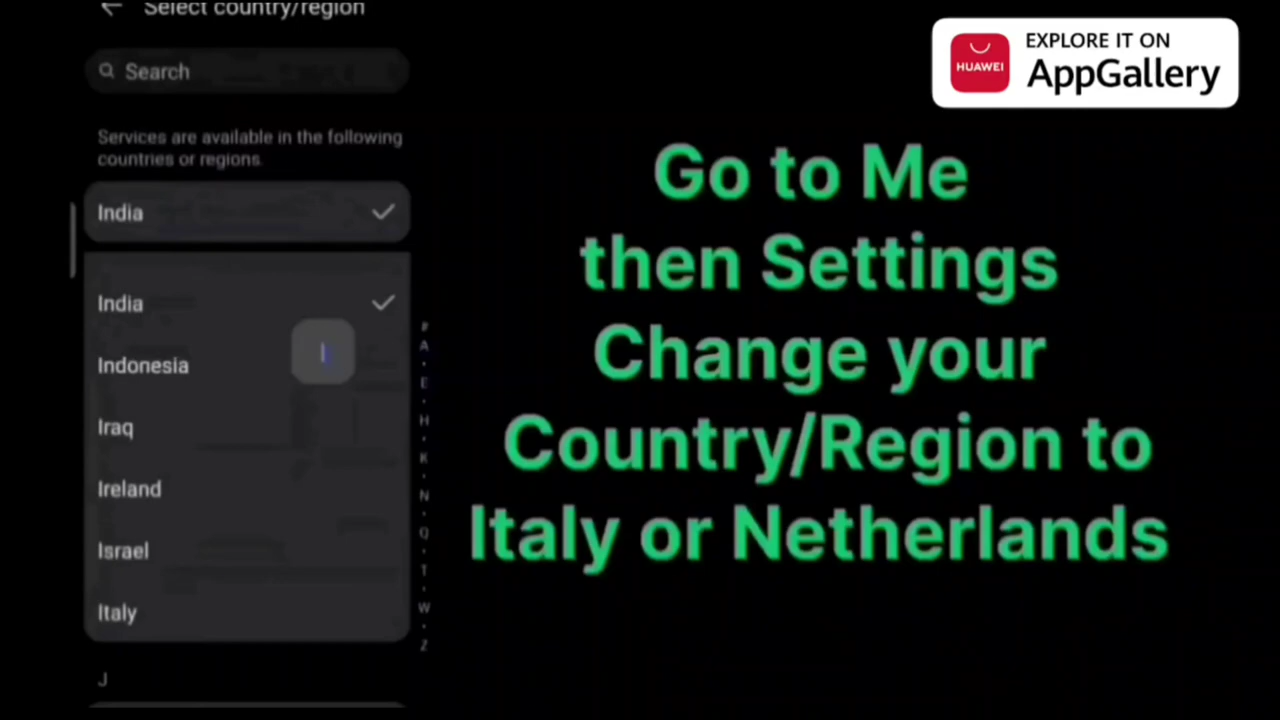 Select country/region
Search
Services are available in the following
countries or regions.
India
India
Indonesia
I
Iraq
Ireland
Israel
Italy
J
#
A
E
H
K
N
Q
T
W
Z
EXPLORE IT ON
HUAWEI
AppGallery
Go to Me
then Settings
Change your
Country/Region to
Italy or Netherlands